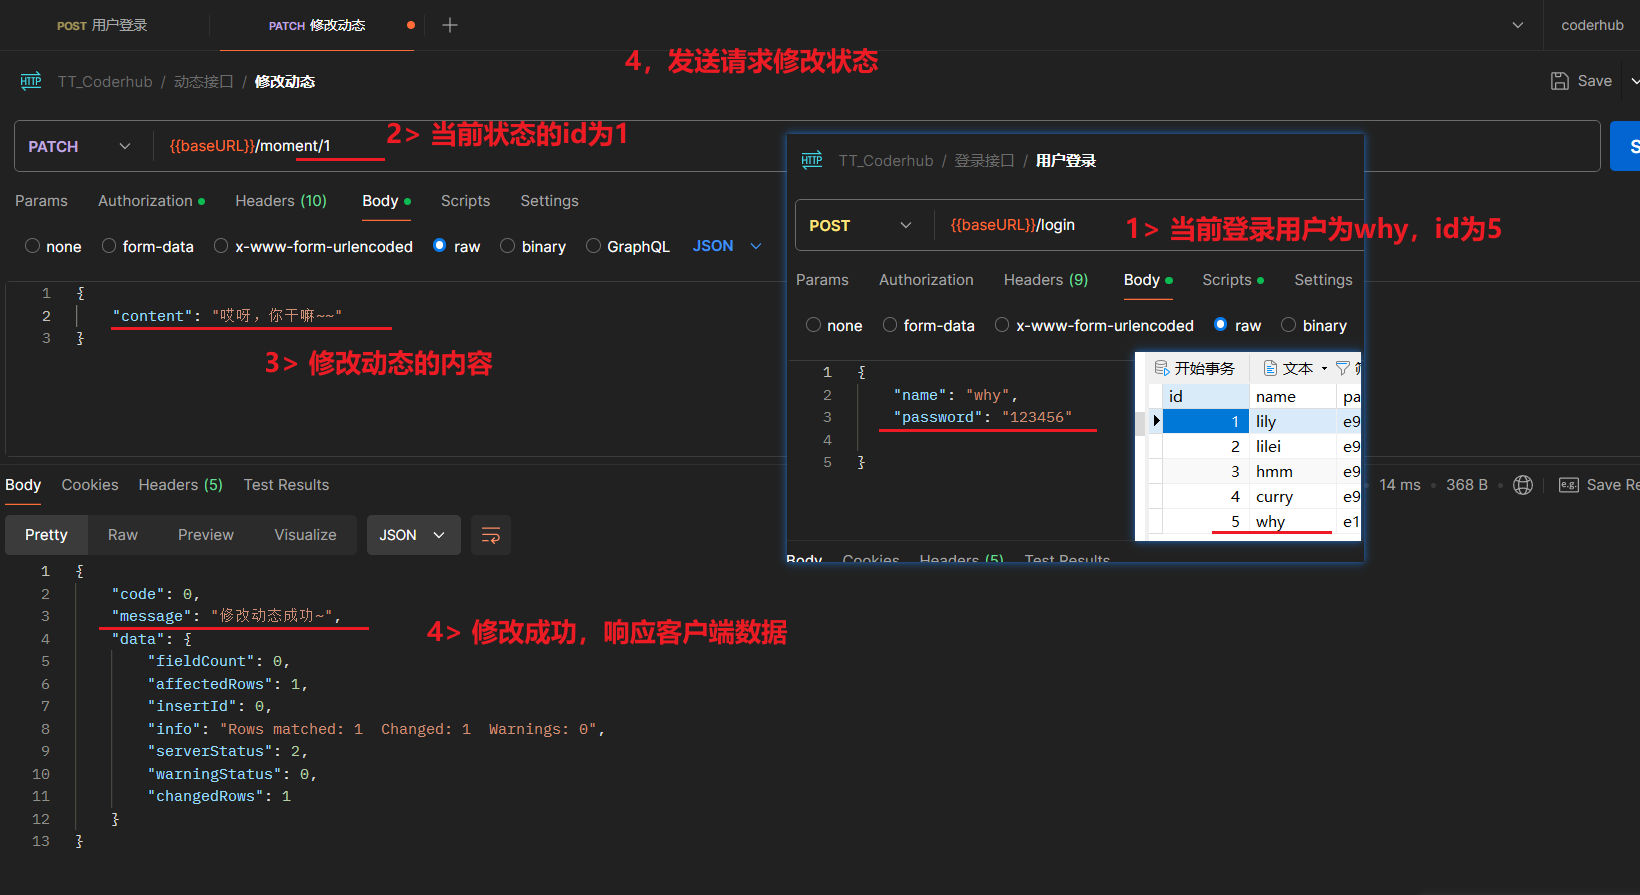 POST 用户登录
PATCH 修改动态
coderhub
4，发送请求修改状态
HTTP TT_Coderhub / 动态接口 / 修改动态
Save
PATCH {{baseURL}}/moment/1
2> 当前状态的id为1
Params Authorization Headers (10) Body Scripts Settings
none form-data x-www-form-urlencoded raw binary GraphQL JSON
1 {
2 "content": "哎呀，你干嘛~~"
3 }
3> 修改动态的内容
HTTP TT_Coderhub / 登录接口 / 用户登录
POST {{baseURL}}/login
1> 当前登录用户为why，id为5
Params Authorization Headers (9) Body Scripts Settings
none form-data x-www-form-urlencoded raw binary
1 {
2 "name": "why",
3 "password": "123456"
4
5 }
开始事务 文本
id name pa
1 lily e9
2 lilei e9
3 hmm e9
4 curry e9
5 why e1
Body Cookies Headers (5) Test Results
Body Cookies Headers (5) Test Results
14 ms 368 B e.g. Save Re
Pretty Raw Preview Visualize JSON
1 {
2 "code": 0,
3 "message": "修改动态成功~",
4 "data": {
5 "fieldCount": 0,
6 "affectedRows": 1,
7 "insertId": 0,
8 "info": "Rows matched: 1  Changed: 1  Warnings: 0",
9 "serverStatus": 2,
10 "warningStatus": 0,
11 "changedRows": 1
12 }
13 }
4> 修改成功，响应客户端数据